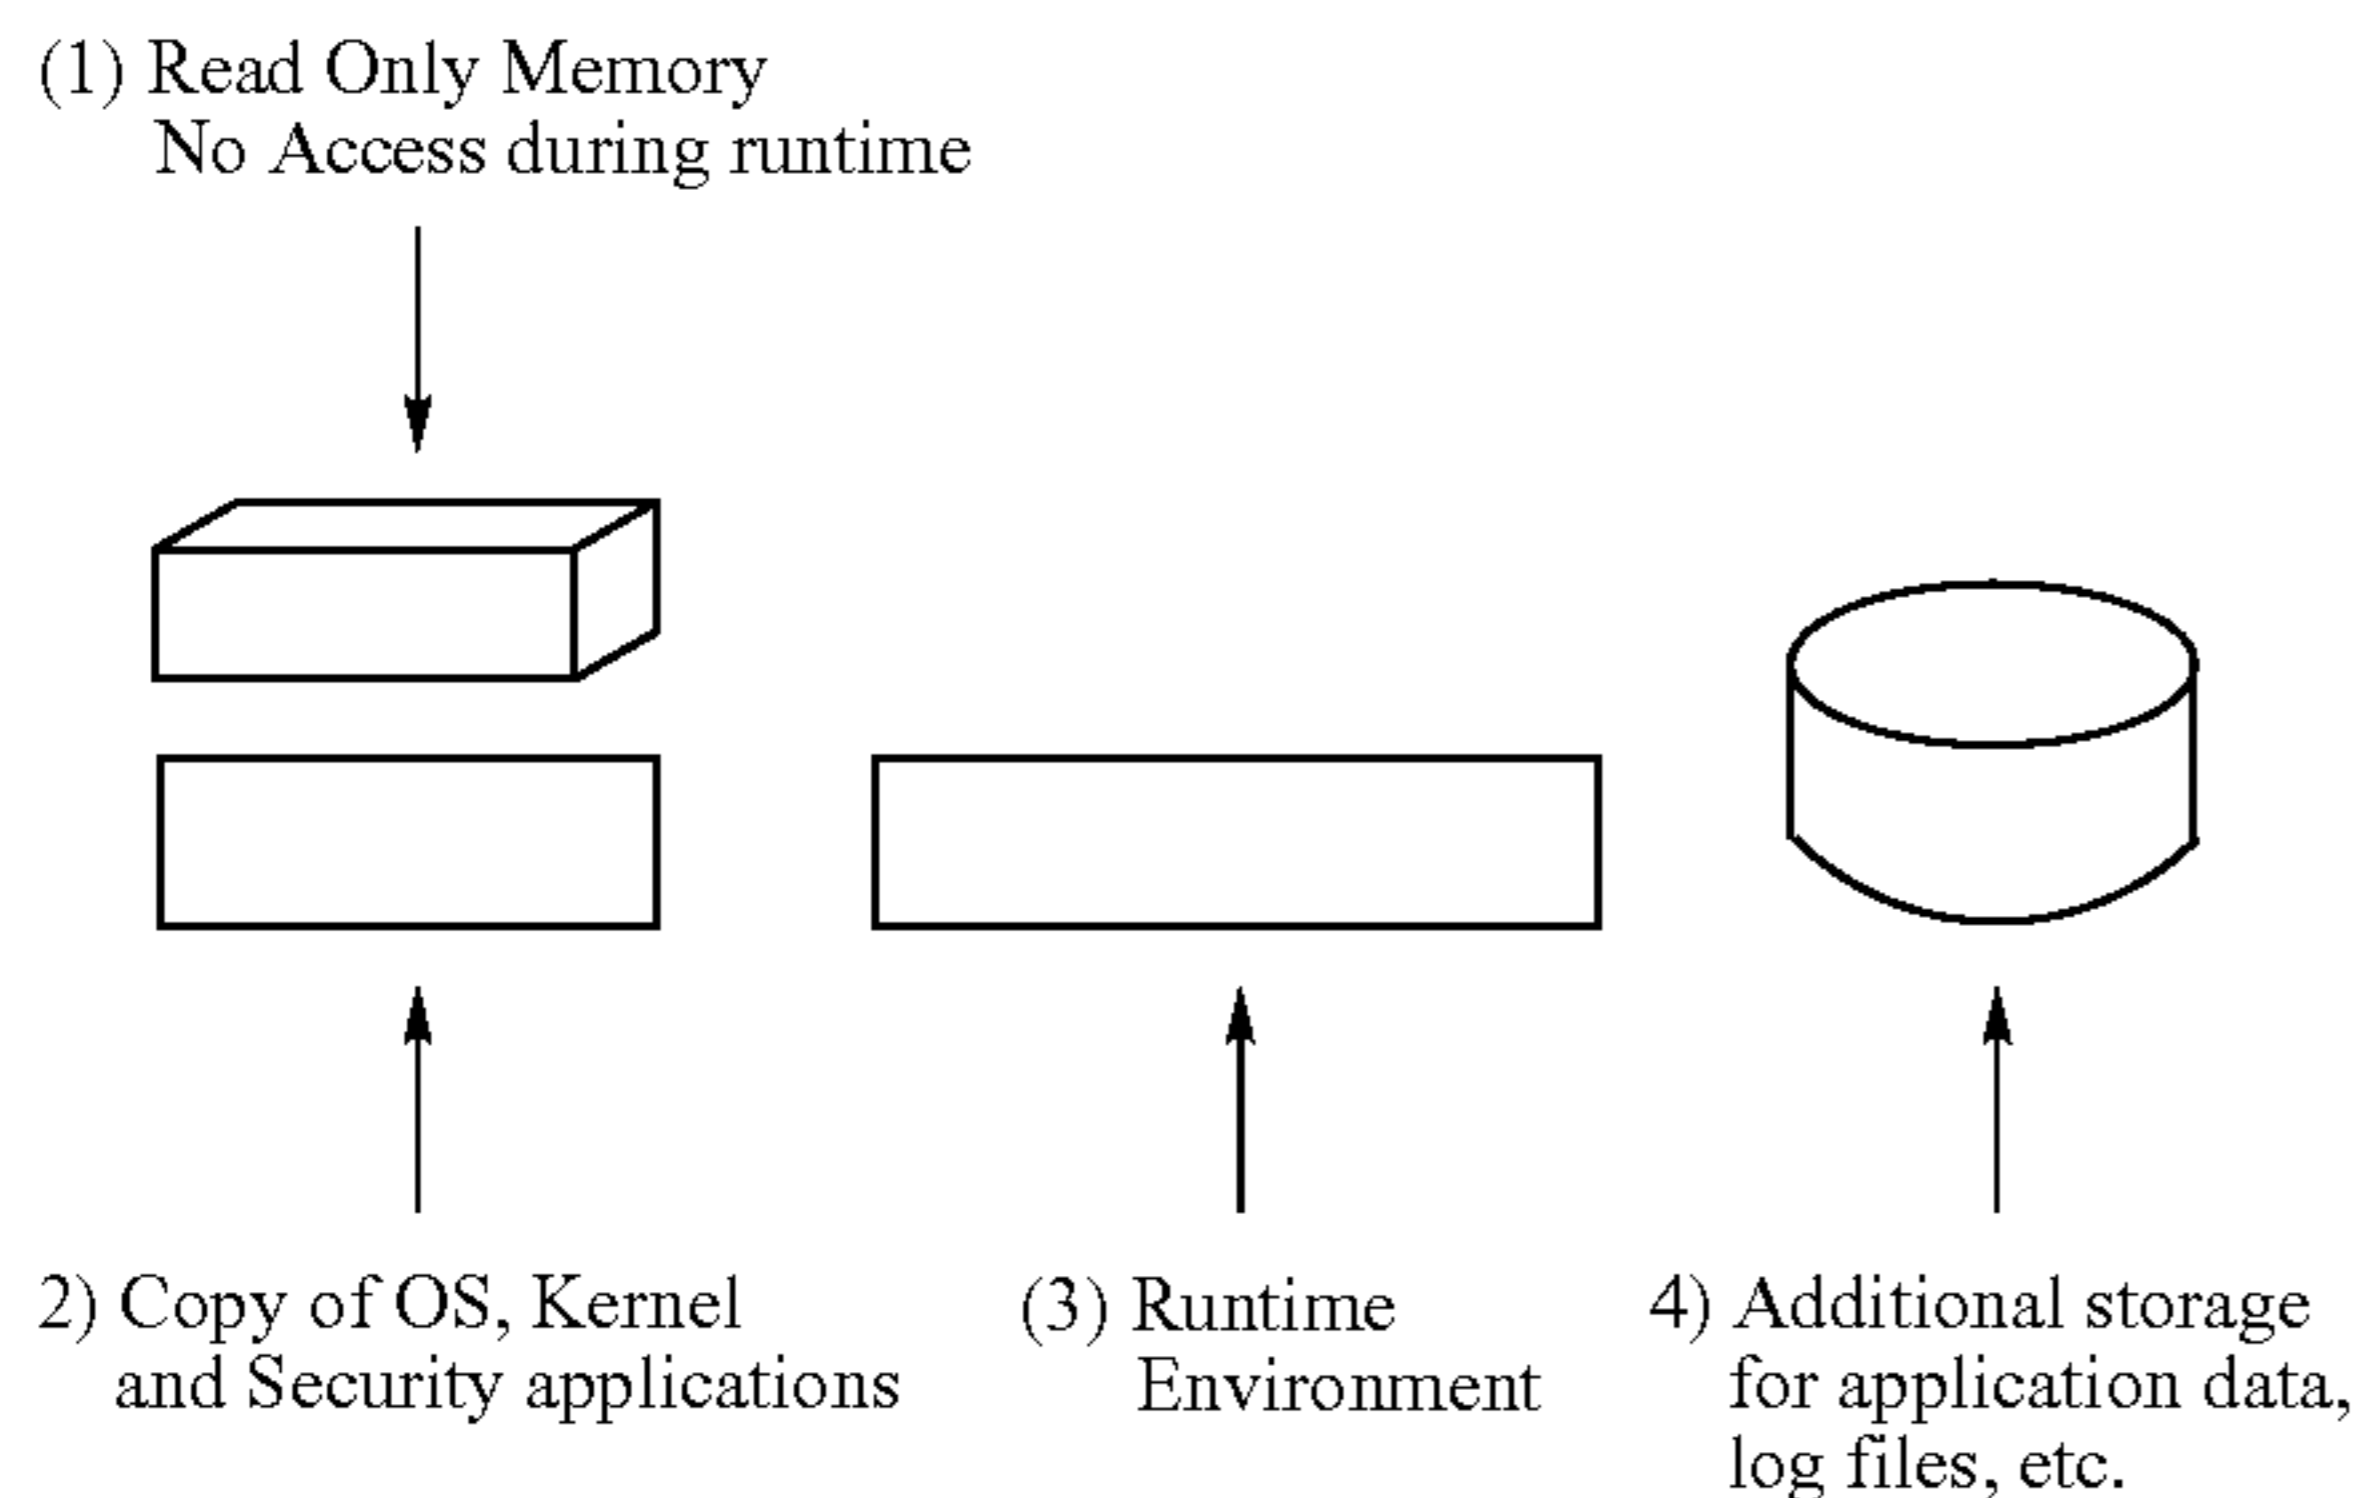 (1) Read Only Memory
No Access during runtime
2) Copy of OS, Kernel
and Security applications
(3) Runtime
Environment
4) Additional storage
for application data,
log files, etc.